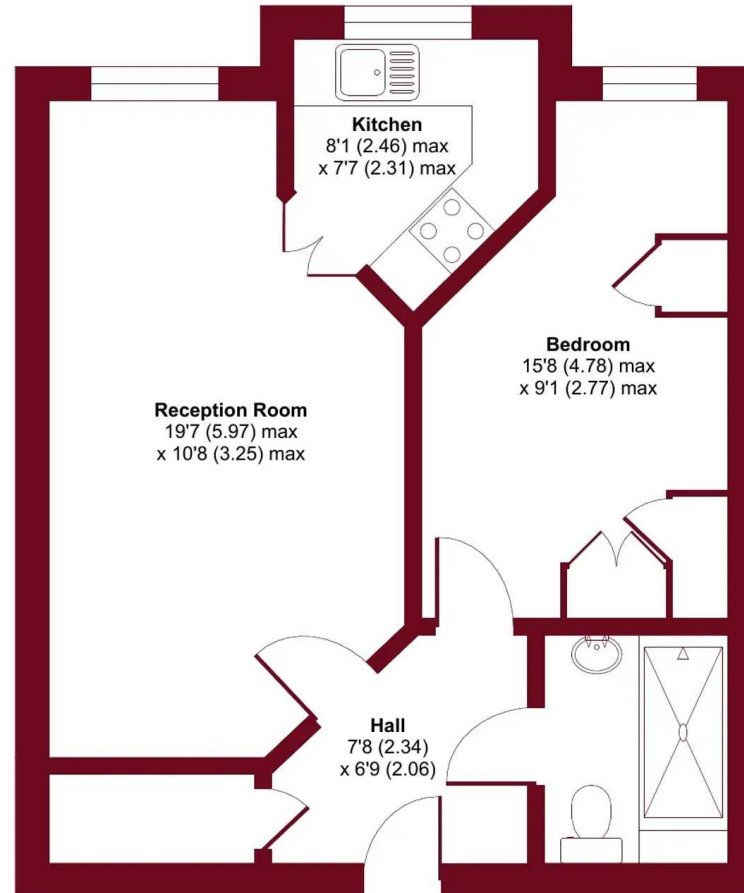 Kitchen
8'1 (2.46) max
x 7'7 (2.31) max
Bedroom
15'8 (4.78) max
x 9'1 (2.77) max
Reception Room
19'7 (5.97) max
x 10'8 (3.25) max
Hall
7'8 (2.34)
x 6'9 (2.06)